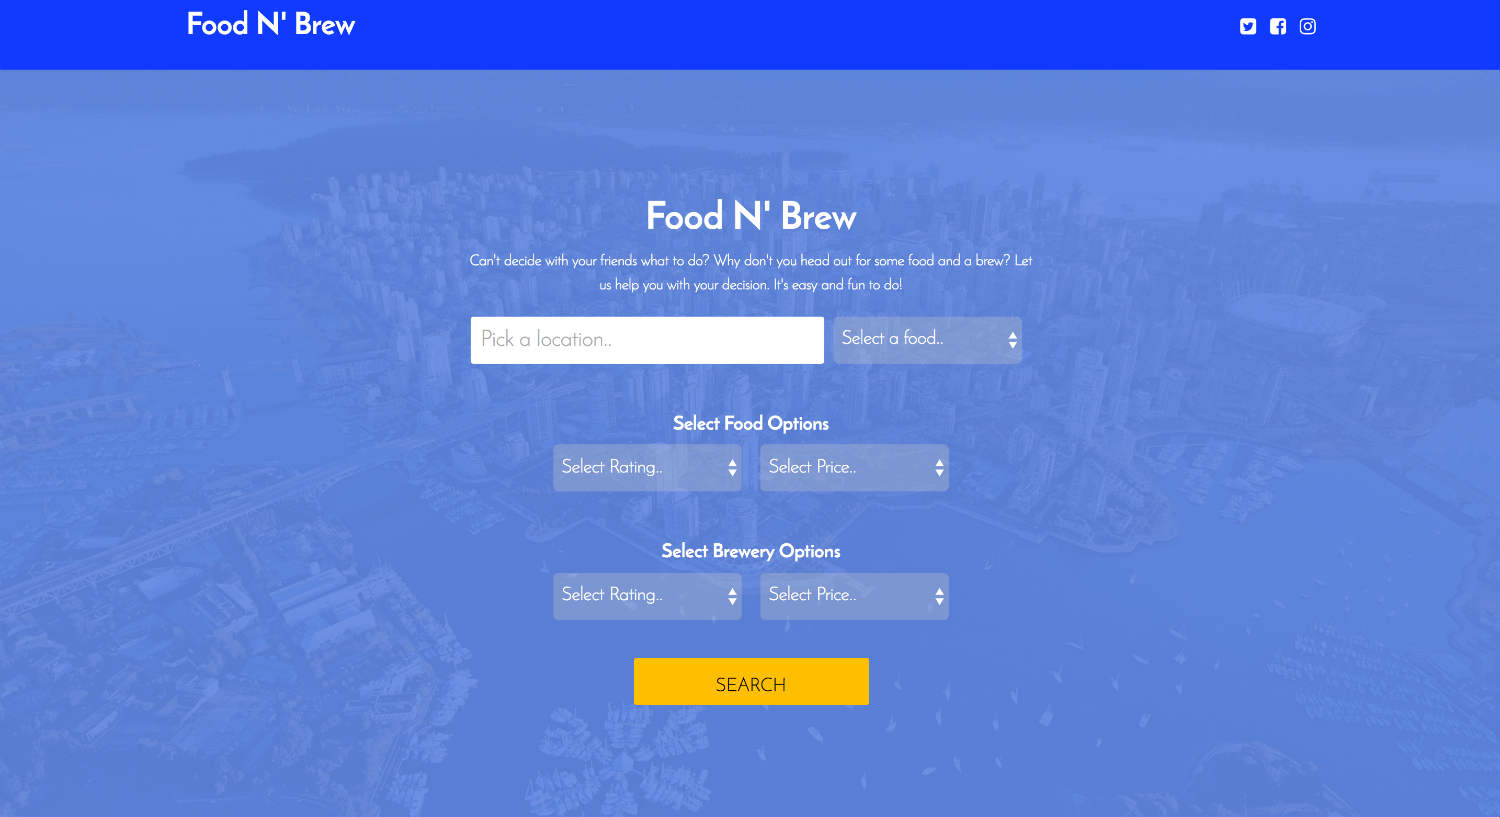 Food N' Brew
Food N' Brew
Can't decide with your friends what to do? Why don't you head out for some food and a brew? Let
us help you with your decision. It's easy and fun to do!
Pick a location..
Select a food..
Select Food Options
Select Rating..
Select Price..
Select Brewery Options
Select Rating..
Select Price..
SEARCH